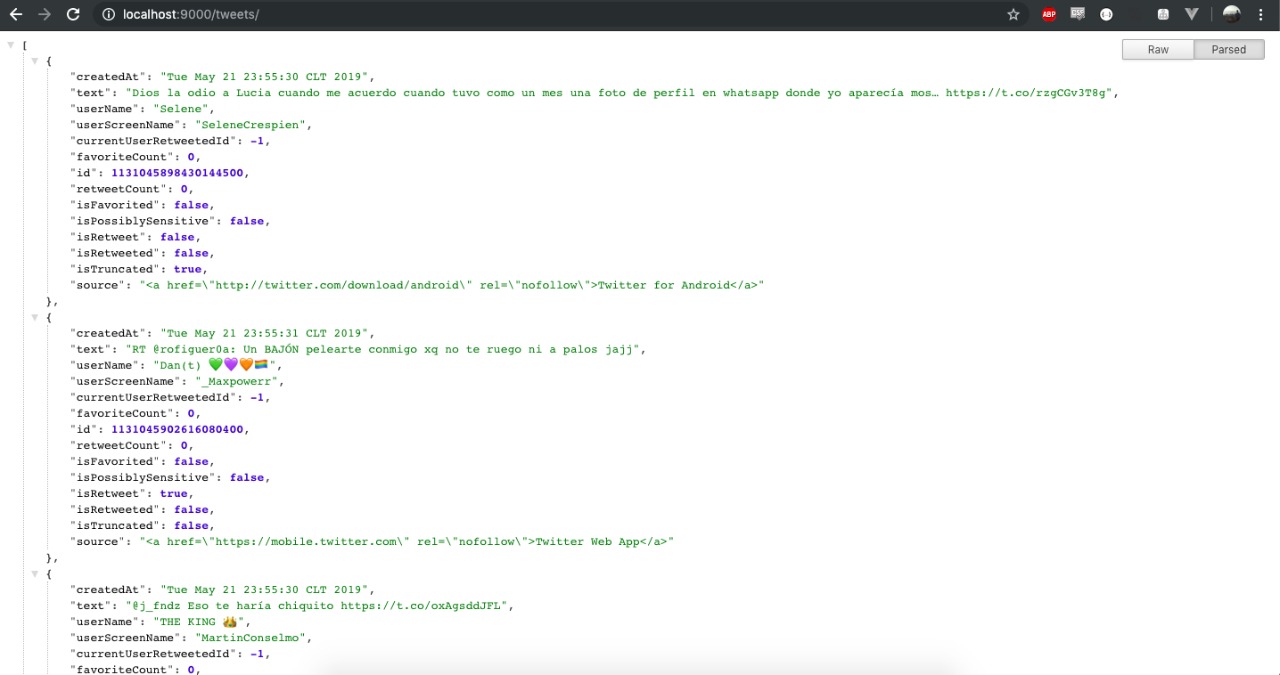 localhost:9000/tweets/
ABP
Raw Parsed
[
{
"createdAt": "Tue May 21 23:55:30 CLT 2019",
"text": "Dios la odio a Lucia cuando me acuerdo cuando tuvo como un mes una foto de perfil en whatsapp donde yo aparecía mos… https://t.co/rzgCGv3T8g",
"userName": "Selene",
"userScreenName": "SeleneCrespien",
"currentUserRetweetedId": -1,
"favoriteCount": 0,
"id": 1131045898430144500,
"retweetCount": 0,
"isFavorited": false,
"isPossiblySensitive": false,
"isRetweet": false,
"isRetweeted": false,
"isTruncated": true,
"source": "<a href=\"http://twitter.com/download/android\" rel=\"nofollow\">Twitter for Android</a>"
},
{
"createdAt": "Tue May 21 23:55:31 CLT 2019",
"text": "RT @rofiguer0a: Un BAJÓN pelearte conmigo xq no te ruego ni a palos jajj",
"userName": "Dan(t) 💚💜🧡🏳️‍🌈",
"userScreenName": "_Maxpowerr",
"currentUserRetweetedId": -1,
"favoriteCount": 0,
"id": 1131045902616080400,
"retweetCount": 0,
"isFavorited": false,
"isPossiblySensitive": false,
"isRetweet": true,
"isRetweeted": false,
"isTruncated": false,
"source": "<a href=\"https://mobile.twitter.com\" rel=\"nofollow\">Twitter Web App</a>"
},
{
"createdAt": "Tue May 21 23:55:30 CLT 2019",
"text": "@j_fndz Eso te haría chiquito https://t.co/oxAgsddJFL",
"userName": "THE KING 👑",
"userScreenName": "MartinConselmo",
"currentUserRetweetedId": -1,
"favoriteCount": 0,